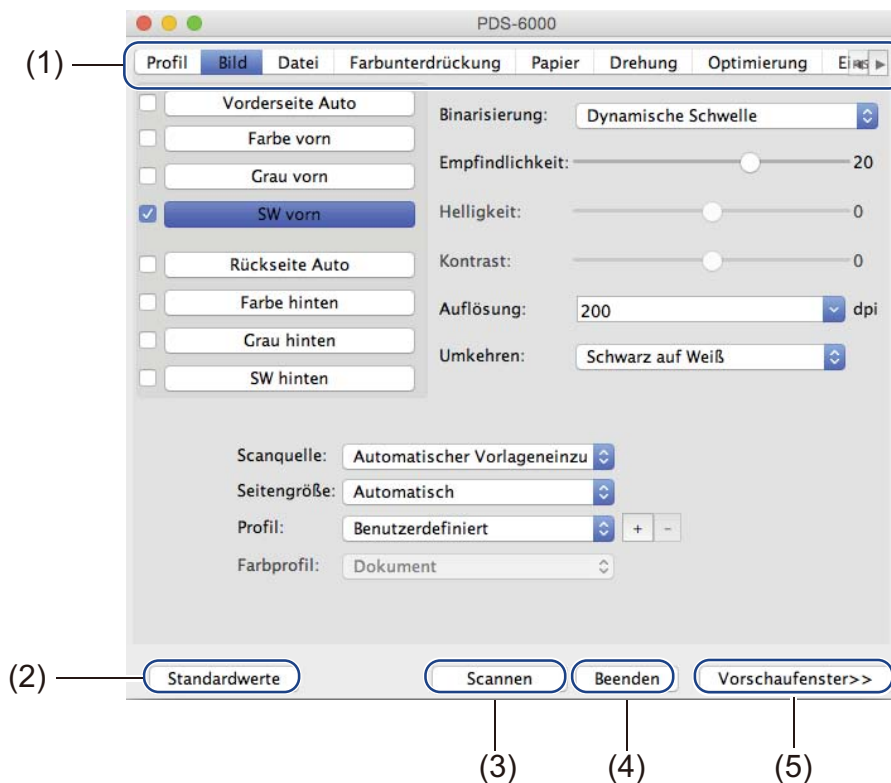 PDS-6000
(1)
Profil Bild Datei Farbunterdrückung Papier Drehung Optimierung
Vorderseite Auto
Farbe vorn
Grau vorn
SW vorn
Rückseite Auto
Farbe hinten
Grau hinten
SW hinten
Binarisierung: Dynamische Schwelle
Empfindlichkeit: 20
Helligkeit: 0
Kontrast: 0
Auflösung: 200 dpi
Umkehren: Schwarz auf Weiß
Scanquelle: Automatischer Vorlageneinzu
Seitengröße: Automatisch
Profil: Benutzerdefiniert + -
Farbprofil: Dokument
(2)
Standardwerte Scannen Beenden Vorschaufenster>>
(3) (4) (5)